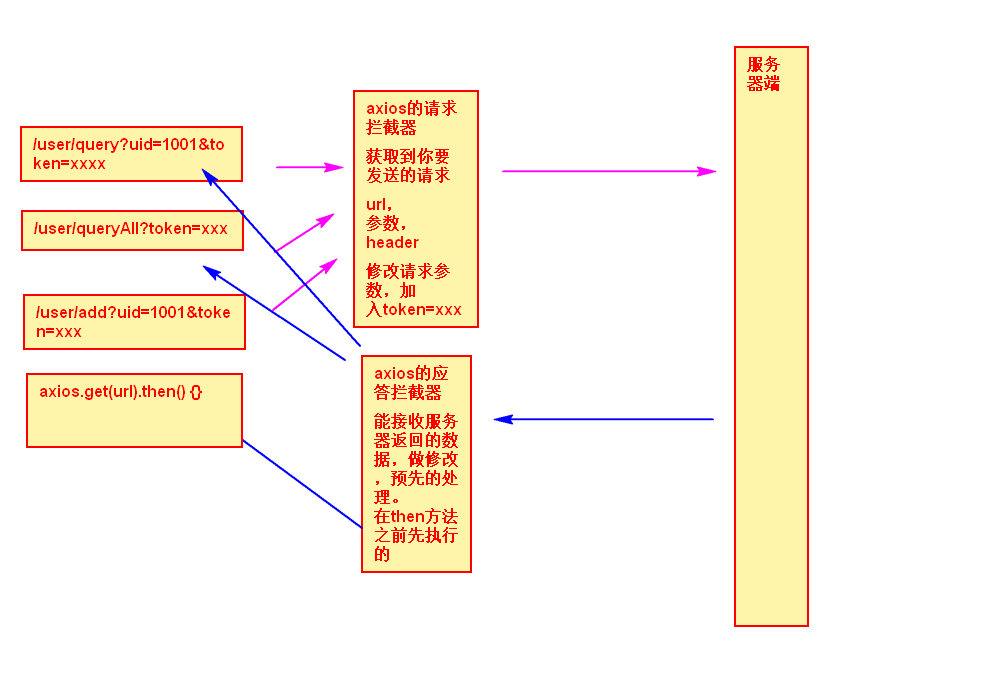 /user/query?uid=1001&to
ken=xxxx
/user/queryAll?token=xxx
/user/add?uid=1001&toke
n=xxx
axios.get(url).then() {}
axios的请求
拦截器
获取到你要
发送的请求
url，
参数，
header
修改请求参
数，加
入token=xxx
axios的应
答拦截器
能接收服务
器返回的数
据，做修改
，预先的处
理。
在then方法
之前先执行
的
服务
器端